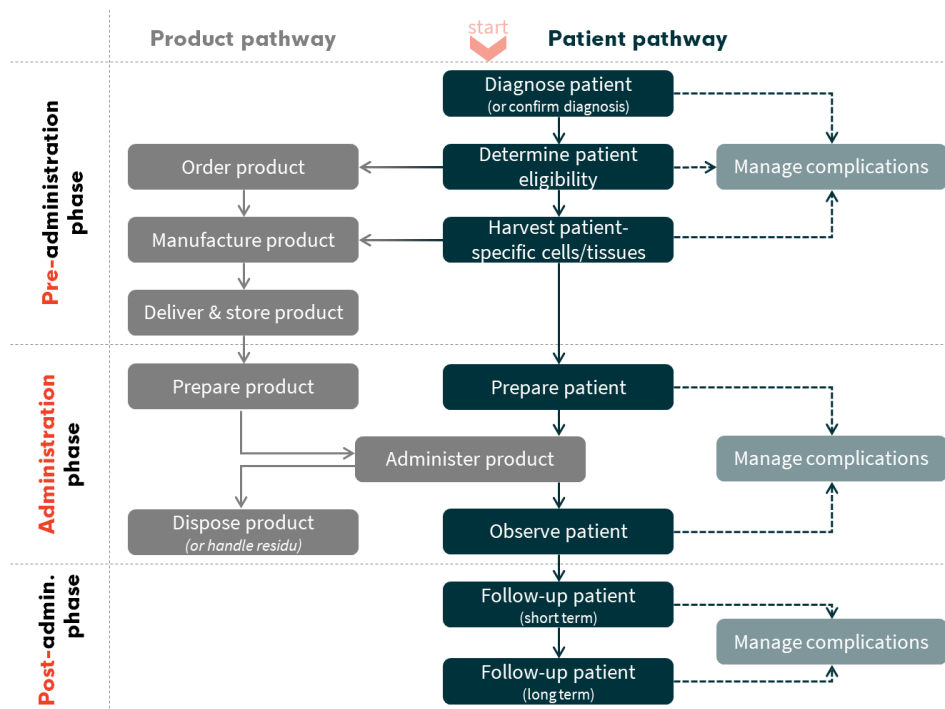 start
Product pathway
Patient pathway
Pre-administration
phase
Diagnose patient
(or confirm diagnosis)
Order product
Determine patient
eligibility
Manage complications
Manufacture product
Harvest patient-
specific cells/tissues
Deliver & store product
Administration
phase
Prepare product
Prepare patient
Administer product
Manage complications
Dispose product
(or handle residu)
Observe patient
Post-admin.
phase
Follow-up patient
(short term)
Manage complications
Follow-up patient
(long term)